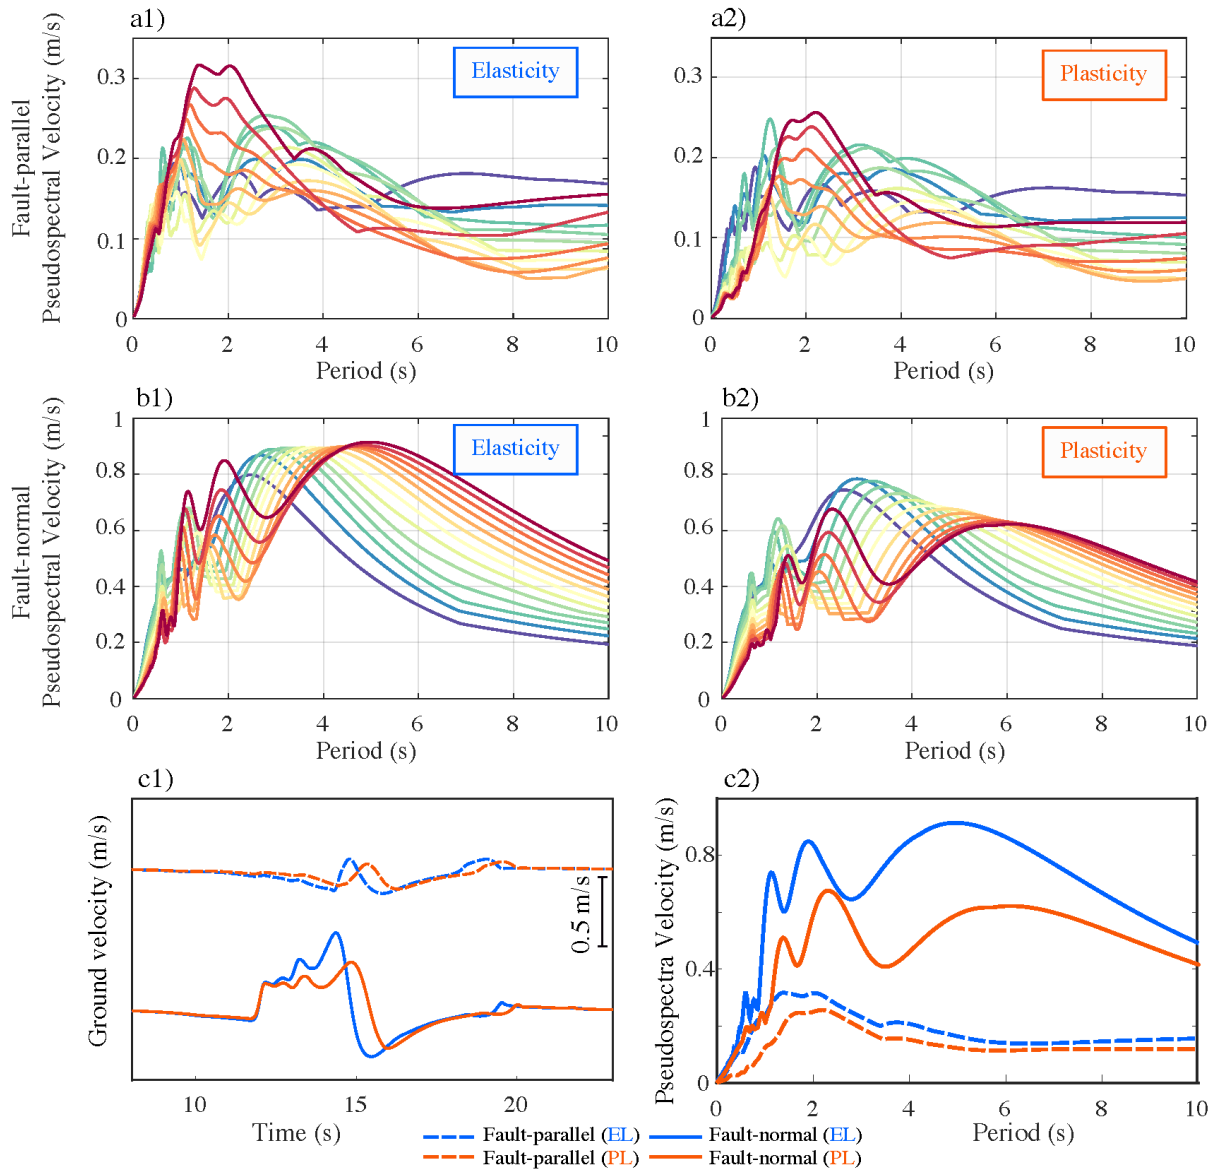 a1)
a2)
Fault-parallel
Pseudospectral Velocity (m/s)
Elasticity
Plasticity
0.3
0.2
0.1
0
0.3
0.2
0.1
0
0 2 4 6 8 10
0 2 4 6 8 10
Period (s)
Period (s)
b1)
b2)
Fault-normal
Pseudospectral Velocity (m/s)
Elasticity
Plasticity
1
0.8
0.6
0.4
0.2
0
1
0.8
0.6
0.4
0.2
0
0 2 4 6 8 10
0 2 4 6 8 10
Period (s)
Period (s)
c1)
c2)
Ground velocity (m/s)
0.5 m/s
10 15 20
Time (s)
Pseudospectra Velocity (m/s)
0.8
0.4
0
0 2 4 6 8 10
Period (s)
Fault-parallel (EL)
Fault-normal (EL)
Fault-parallel (PL)
Fault-normal (PL)